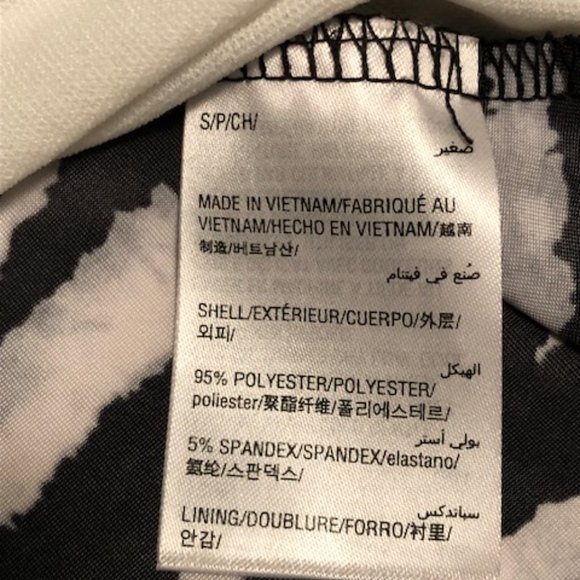 S/P/CH/
صغير
MADE IN VIETNAM/FABRIQUÉ AU
VIETNAM/HECHO EN VIETNAM/越南
制造/베트남산/
صُنع في فيتنام
SHELL/EXTÉRIEUR/CUERPO/外层/
외피/
الهيكل
95% POLYESTER/POLYESTER/
poliester/聚酯纤维/폴리에스테르/
بولي أستر
5% SPANDEX/SPANDEX/elastano/
氨纶/스판덱스/
سباندكس
LINING/DOUBLURE/FORRO/衬里/
안감/